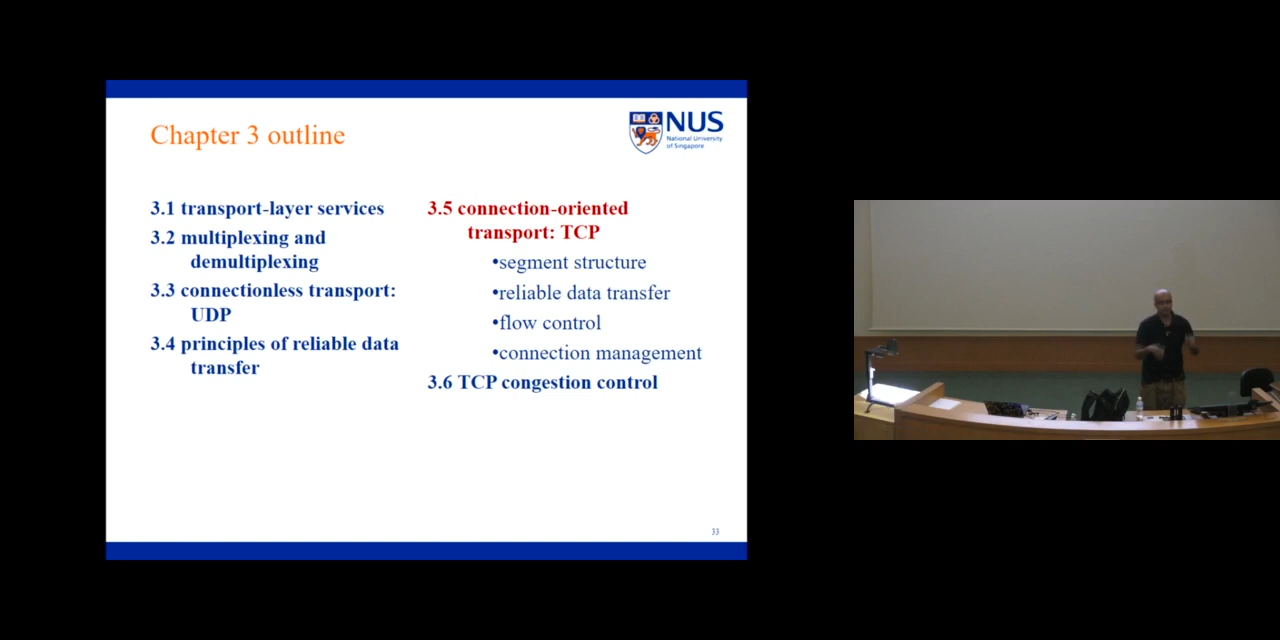 Chapter 3 outline
NUS
National University
of Singapore
3.1 transport-layer services
3.2 multiplexing and
demultiplexing
3.3 connectionless transport:
UDP
3.4 principles of reliable data
transfer
3.5 connection-oriented
transport: TCP
•segment structure
•reliable data transfer
•flow control
•connection management
3.6 TCP congestion control
33